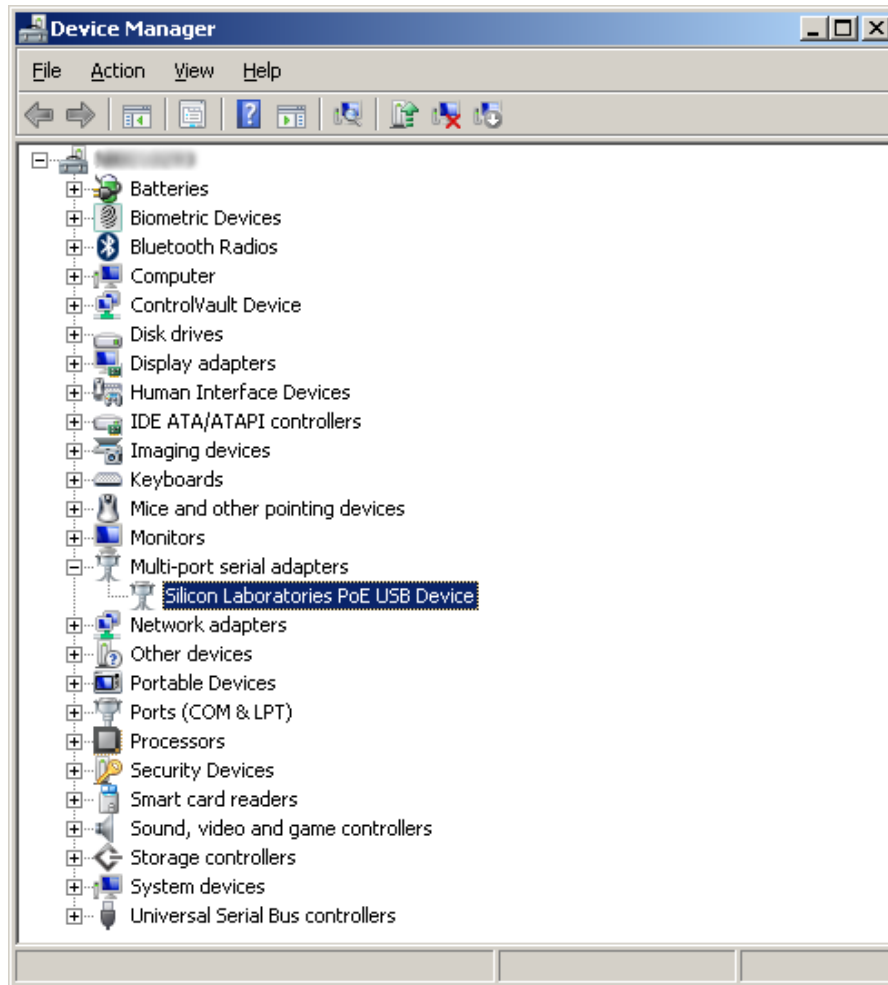 Device Manager
File Action View Help
Batteries
Biometric Devices
Bluetooth Radios
Computer
ControlVault Device
Disk drives
Display adapters
Human Interface Devices
IDE ATA/ATAPI controllers
Imaging devices
Keyboards
Mice and other pointing devices
Monitors
Multi-port serial adapters
Silicon Laboratories PoE USB Device
Network adapters
Other devices
Portable Devices
Ports (COM & LPT)
Processors
Security Devices
Smart card readers
Sound, video and game controllers
Storage controllers
System devices
Universal Serial Bus controllers